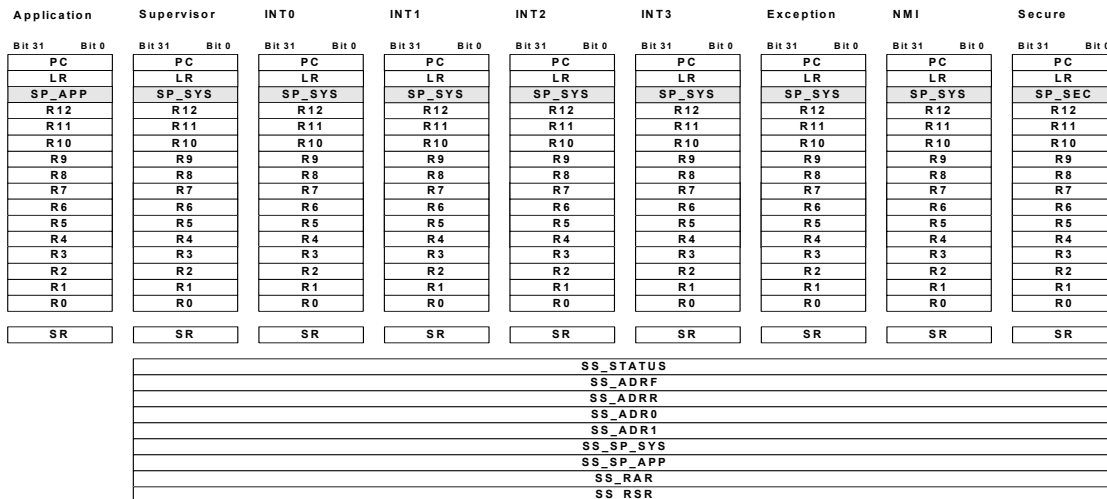 Application Supervisor INT0 INT1 INT2 INT3 Exception NMI Secure
Bit 31 Bit 0 Bit 31 Bit 0 Bit 31 Bit 0 Bit 31 Bit 0 Bit 31 Bit 0 Bit 31 Bit 0 Bit 31 Bit 0 Bit 31 Bit 0 Bit 31 Bit 0
PC PC PC PC PC PC PC PC PC
LR LR LR LR LR LR LR LR LR
SP_APP SP_SYS SP_SYS SP_SYS SP_SYS SP_SYS SP_SYS SP_SYS SP_SEC
R12 R12 R12 R12 R12 R12 R12 R12 R12
R11 R11 R11 R11 R11 R11 R11 R11 R11
R10 R10 R10 R10 R10 R10 R10 R10 R10
R9 R9 R9 R9 R9 R9 R9 R9 R9
R8 R8 R8 R8 R8 R8 R8 R8 R8
R7 R7 R7 R7 R7 R7 R7 R7 R7
R6 R6 R6 R6 R6 R6 R6 R6 R6
R5 R5 R5 R5 R5 R5 R5 R5 R5
R4 R4 R4 R4 R4 R4 R4 R4 R4
R3 R3 R3 R3 R3 R3 R3 R3 R3
R2 R2 R2 R2 R2 R2 R2 R2 R2
R1 R1 R1 R1 R1 R1 R1 R1 R1
R0 R0 R0 R0 R0 R0 R0 R0 R0
SR SR SR SR SR SR SR SR SR
SS_STATUS
SS_ADRF
SS_ADRR
SS_ADR0
SS_ADR1
SS_SP_SYS
SS_SP_APP
SS_RAR
SS_RSR